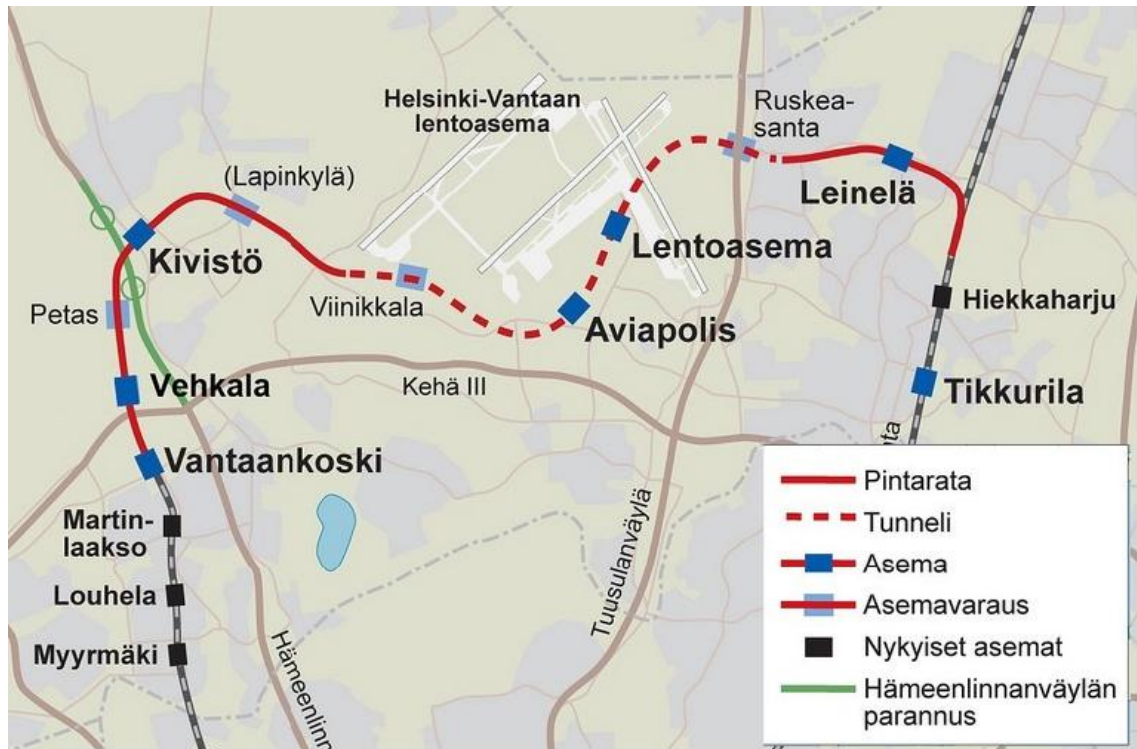 Helsinki-Vantaan
lentoasema
Ruskea-
santa
(Lapinkylä)
Leinelä
Kivistö
Lentoasema
Viinikkala
Hiekkaharju
Petas
Aviapolis
Vehkala
Kehä III
Tikkurila
Vantaankoski
Martin-
laakso
Louhela
Myyrmäki
Hämeenlinn
Tuusulanväylä
Pintarata
Tunneli
Asema
Asemavaraus
Nykyiset asemat
Hämeenlinnanväylän
parannus